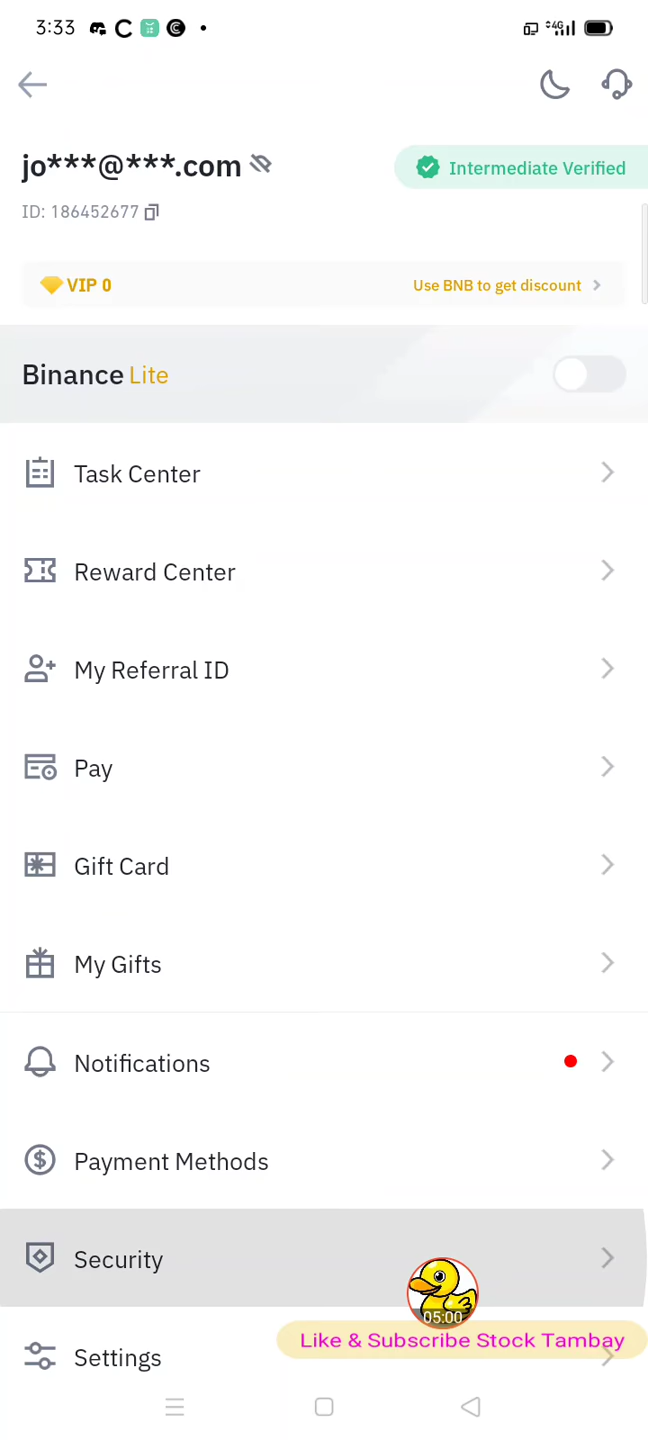 3:33 4G
jo***@***.com Intermediate Verified
ID: 186452677
VIP 0 Use BNB to get discount
Binance Lite
Task Center
Reward Center
My Referral ID
Pay
Gift Card
My Gifts
Notifications
Payment Methods
Security
05:00
Like & Subscribe Stock Tambay
Settings